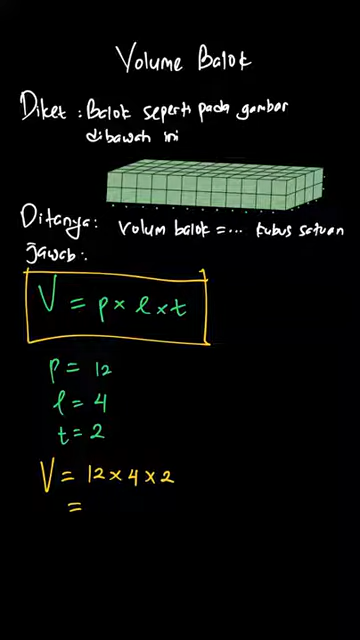 Volume Balok
Diket : Balok seperti pada gambar
dibawah ini
Ditanya: volum balok = ... kubus satuan
Jawab :
V = p × l × t
p = 12
l = 4
t = 2
V = 12 × 4 × 2
=